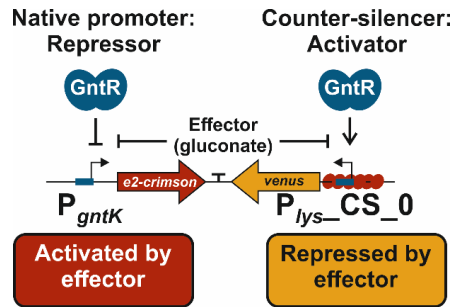 Native promoter:
Repressor
Counter-silencer:
Activator
GntR
GntR
Effector
(gluconate)
e2-crimson
venus
PgntK
Plys_CS_0
Activated by
effector
Repressed by
effector